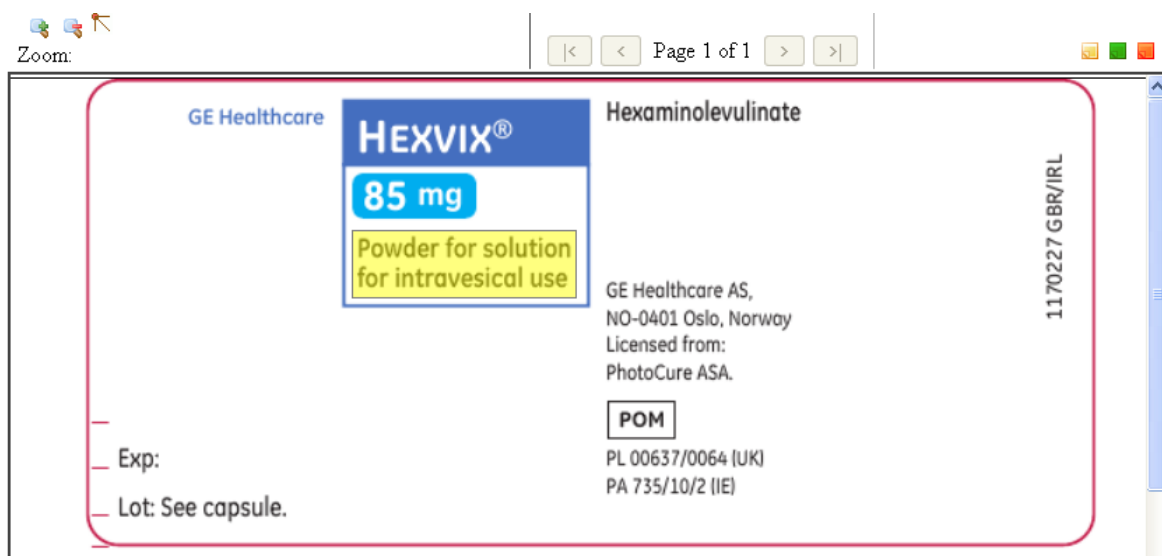 Zoom:
|< < Page 1 of 1 > >|
GE Healthcare
HEXVIX®
85 mg
Powder for solution
for intravesical use
Hexaminolevulinate
GE Healthcare AS,
NO-0401 Oslo, Norway
Licensed from:
PhotoCure ASA.
POM
PL 00637/0064 (UK)
PA 735/10/2 (IE)
11170227 GBR/IRL
Exp:
Lot: See capsule.